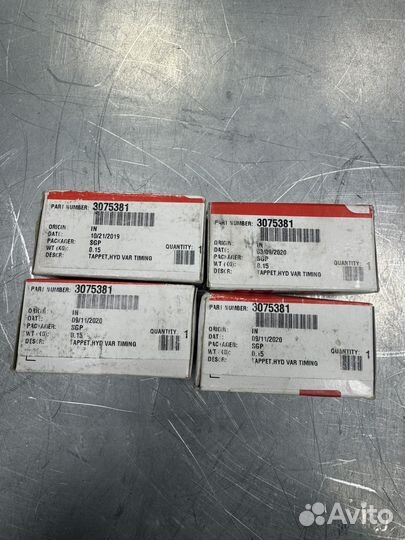 PART NUMBER: 3075381
ORIGIN: IN
DATE: 10/21/2019
PACKAGER: SGP
WT (KG): 0.15
DESCR: TAPPET,HYD VAR TIMING
QUANTITY: 1
PART NUMBER: 3075381
ORIGIN: IN
DATE: 03/09/2020
PACKAGER: SGP
WT (KG): 0.15
DESCR: TAPPET,HYD VAR TIMING
QUANTITY: 1
PART NUMBER: 3075381
ORIGIN: IN
DATE: 09/11/2020
PACKAGER: SGP
WT (KG): 0.15
DESCR: TAPPET,HYD VAR TIMING
QUANTITY: 1
PART NUMBER: 3075381
ORIGIN: IN
DATE: 09/11/2020
PACKAGER: SGP
WT (KG): 0.15
DESCR: TAPPET,HYD VAR TIMING
QUANTITY: 1
Avito